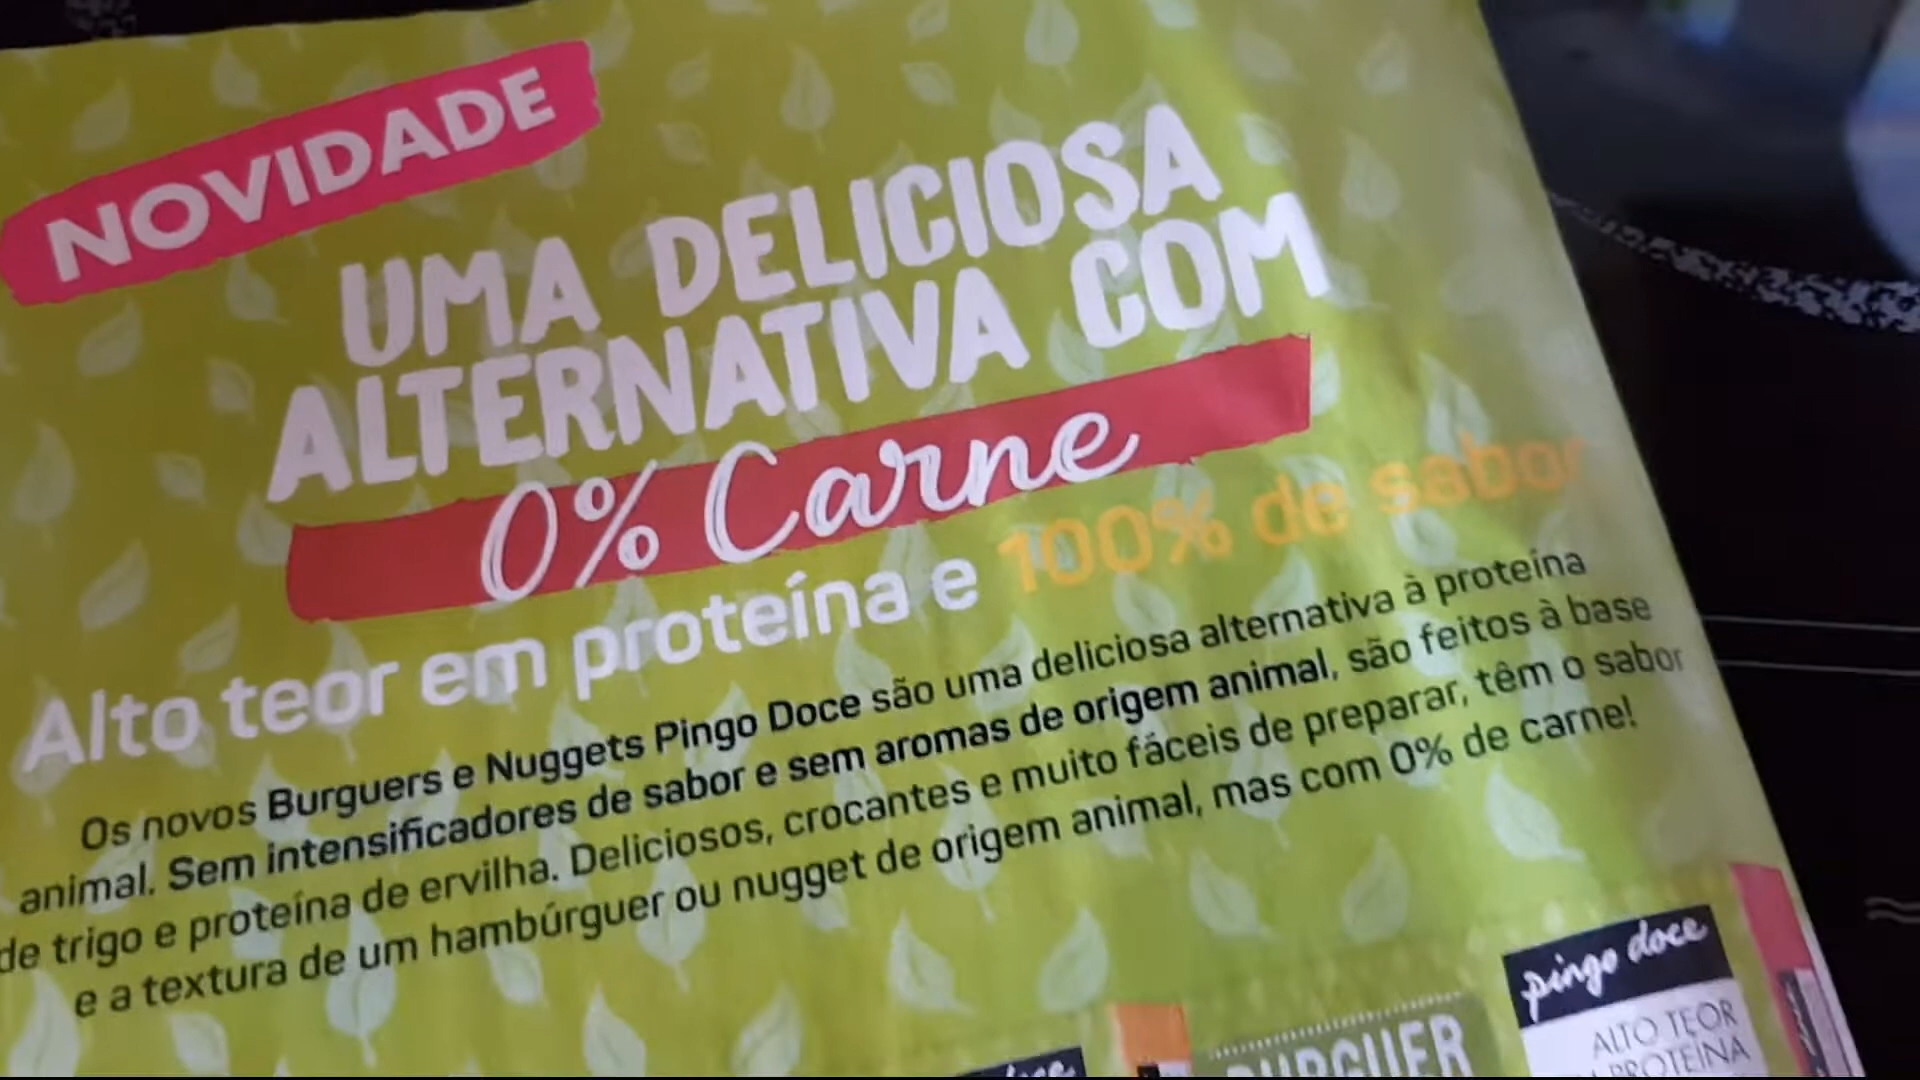 NOVIDADE
UMA DELICIOSA
ALTERNATIVA COM
0% Carne
Alto teor em proteína e 100% de sabor
Os novos Burguers e Nuggets Pingo Doce são uma deliciosa alternativa à proteína
animal. Sem intensificadores de sabor e sem aromas de origem animal, são feitos à base
de trigo e proteína de ervilha. Deliciosos, crocantes e muito fáceis de preparar, têm o sabor
e a textura de um hambúrguer ou nugget de origem animal, mas com 0% de carne!
pingo doce
ALTO TEOR
PROTEÍNA
BURGUER